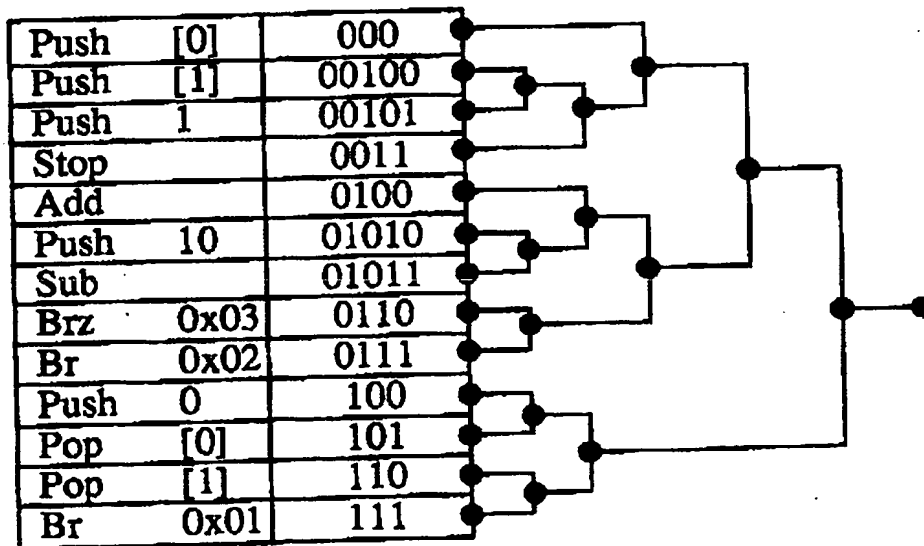 Push [0] 000
Push [1] 00100
Push 1 00101
Stop 0011
Add 0100
Push 10 01010
Sub 01011
Brz 0x03 0110
Br 0x02 0111
Push 0 100
Pop [0] 101
Pop [1] 110
Br 0x01 111